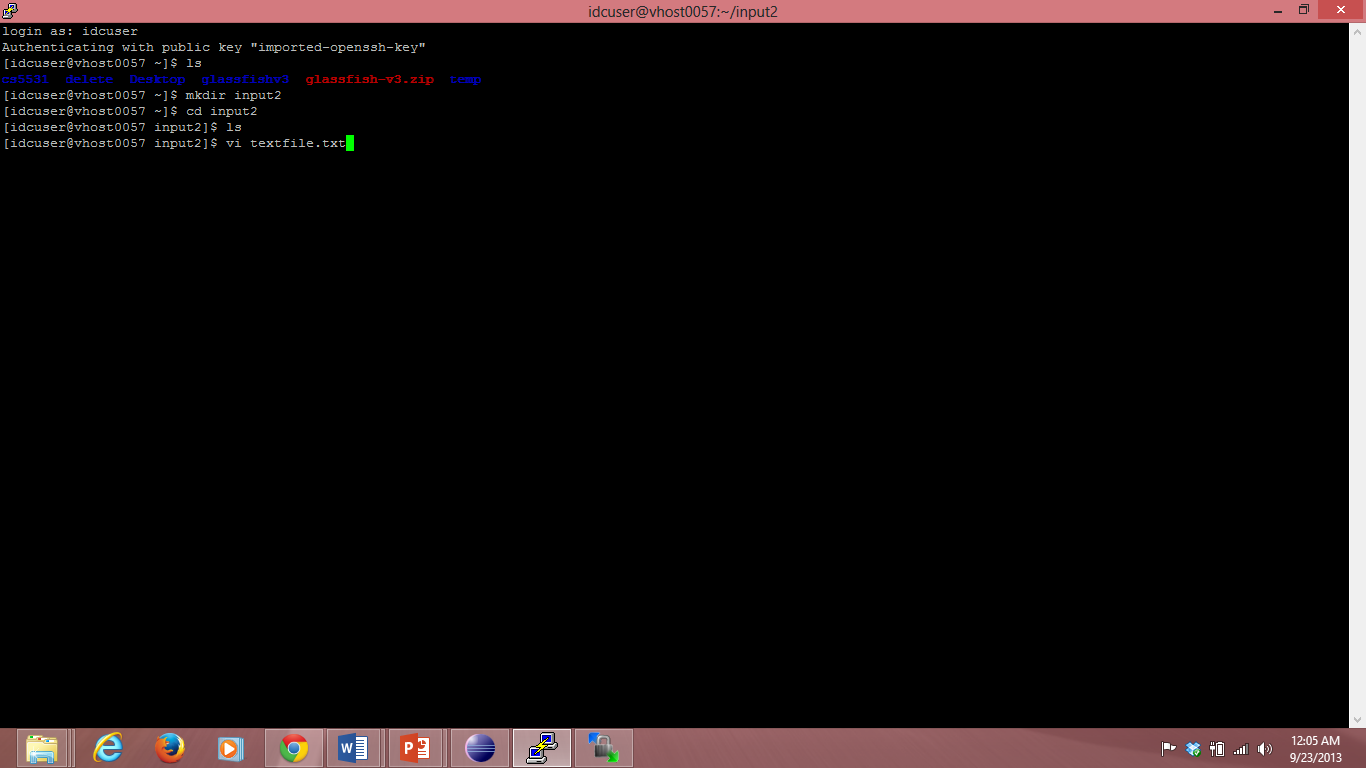 idcuser@vhost0057:~/input2
login as: idcuser
Authenticating with public key "imported-openssh-key"
[idcuser@vhost0057 ~]$ ls
cs5531 delete Desktop glassfishv3 glassfish-v3.zip temp
[idcuser@vhost0057 ~]$ mkdir input2
[idcuser@vhost0057 ~]$ cd input2
[idcuser@vhost0057 input2]$ ls
[idcuser@vhost0057 input2]$ vi textfile.txt
12:05 AM
9/23/2013